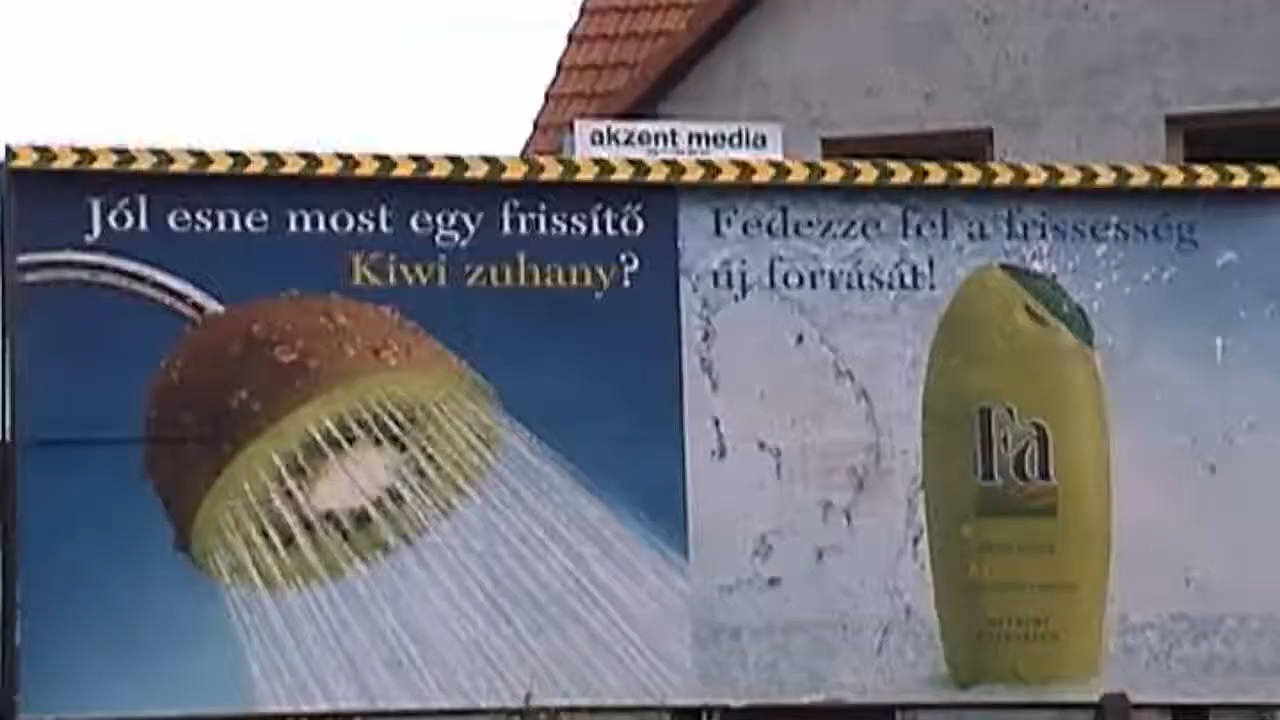 akzent media
Jól esne most egy frissítő
Kiwi zuhany?
Fedezze fel a frissesség
új forrását!
Fa